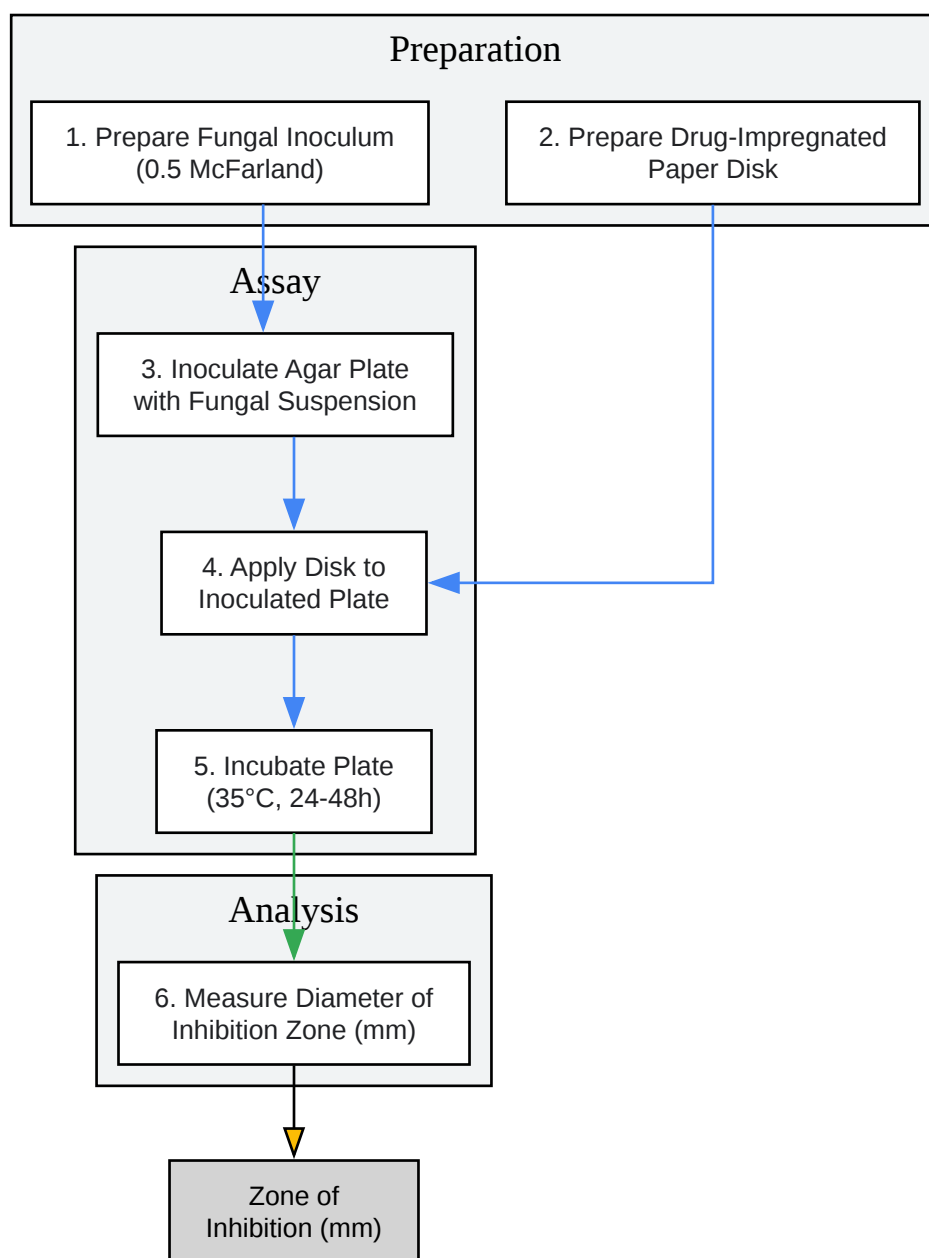 Preparation
1. Prepare Fungal Inoculum
(0.5 McFarland)
2. Prepare Drug-Impregnated
Paper Disk
Assay
3. Inoculate Agar Plate
with Fungal Suspension
4. Apply Disk to
Inoculated Plate
5. Incubate Plate
(35°C, 24-48h)
Analysis
6. Measure Diameter of
Inhibition Zone (mm)
Zone of
Inhibition (mm)